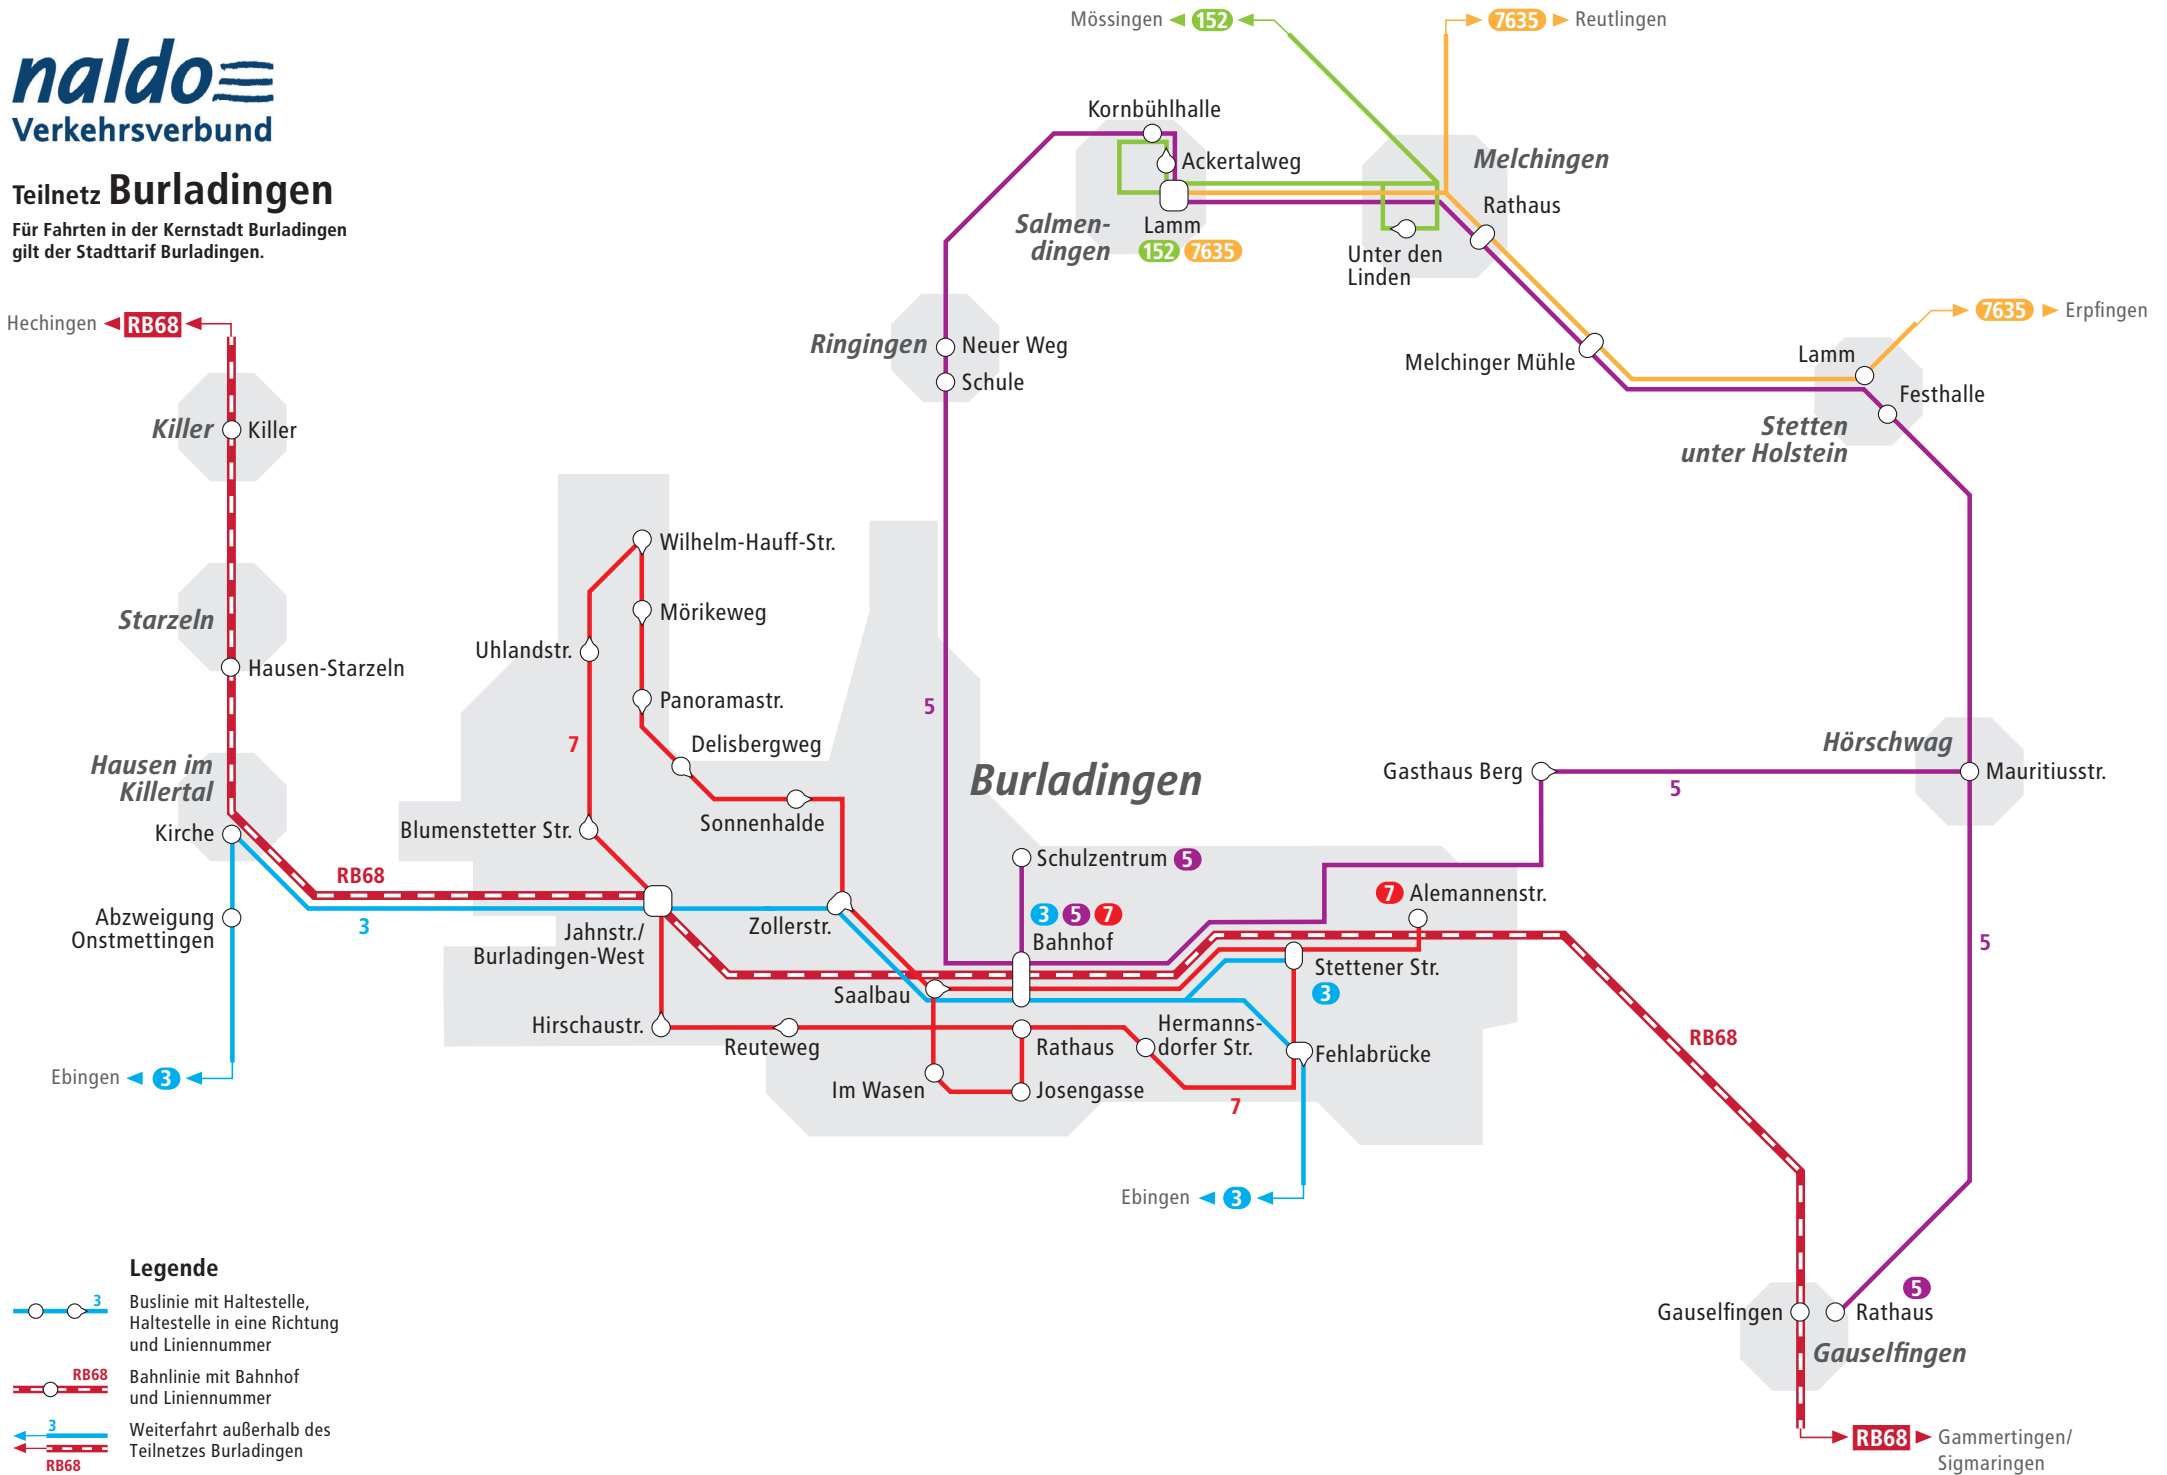 naldo
Verkehrsverbund
Teilnetz Burladingen
Für Fahrten in der Kernstadt Burladingen
gilt der Stadttarif Burladingen.
Mössingen 152
7635 Reutlingen
Kornbühlhalle
Ackertalweg
Salmen-
dingen
Lamm
152 7635
Melchingen
Rathaus
Unter den
Linden
Melchinger Mühle
7635 Erpfingen
Lamm
Festhalle
Stetten
unter Holstein
Hechingen RB68
Killer
Killer
Ringingen
Neuer Weg
Schule
Starzeln
Hausen-Starzeln
Hausen im
Killertal
Kirche
RB68
3
Abzweigung
Onstmettingen
Ebingen 3
Wilhelm-Hauff-Str.
Mörikeweg
Uhlandstr.
Panoramastr.
7
Delisbergweg
Sonnenhalde
Blumenstetter Str.
Jahnstr./
Burladingen-West
Zollerstr.
5
Burladingen
Schulzentrum 5
3 5 7
Bahnhof
Saalbau
Hirschaustr.
Reuteweg
Rathaus
Im Wasen
Josengasse
Hermanns-
dorfer Str.
7
7 Alemannenstr.
Stettener Str.
3
Fehlabrücke
Ebingen 3
Gasthaus Berg
5
Hörschwag
Mauritiusstr.
5
RB68
5
Gauselfingen
Rathaus
Gauselfingen
RB68 Gammertingen/
Sigmaringen
Legende
3
Buslinie mit Haltestelle,
Haltestelle in eine Richtung
und Liniennummer
RB68
Bahnlinie mit Bahnhof
und Liniennummer
3
Weiterfahrt außerhalb des
Teilnetzes Burladingen
RB68